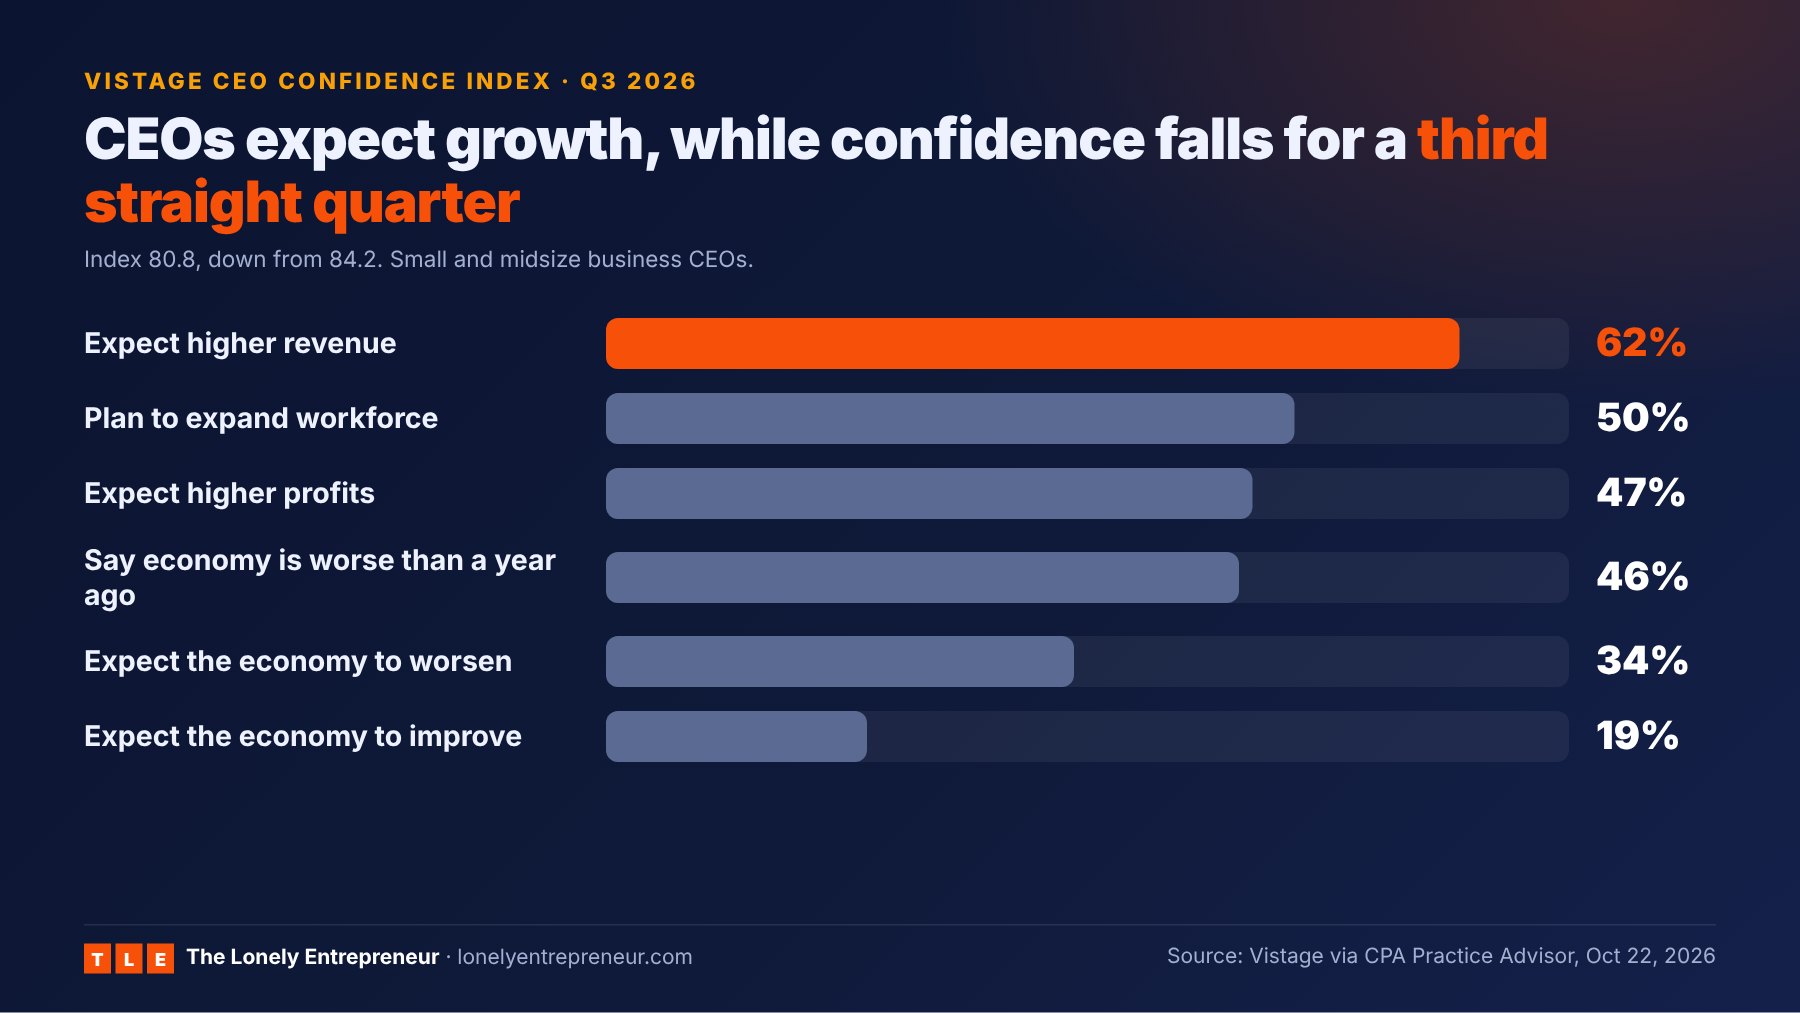 VISTAGE CEO CONFIDENCE INDEX · Q3 2026
CEOs expect growth, while confidence falls for a third
straight quarter
Index 80.8, down from 84.2. Small and midsize business CEOs.
Expect higher revenue 62%
Plan to expand workforce 50%
Expect higher profits 47%
Say economy is worse than a year
ago 46%
Expect the economy to worsen 34%
Expect the economy to improve 19%
T L E The Lonely Entrepreneur · lonelyentrepreneur.com
Source: Vistage via CPA Practice Advisor, Oct 22, 2026